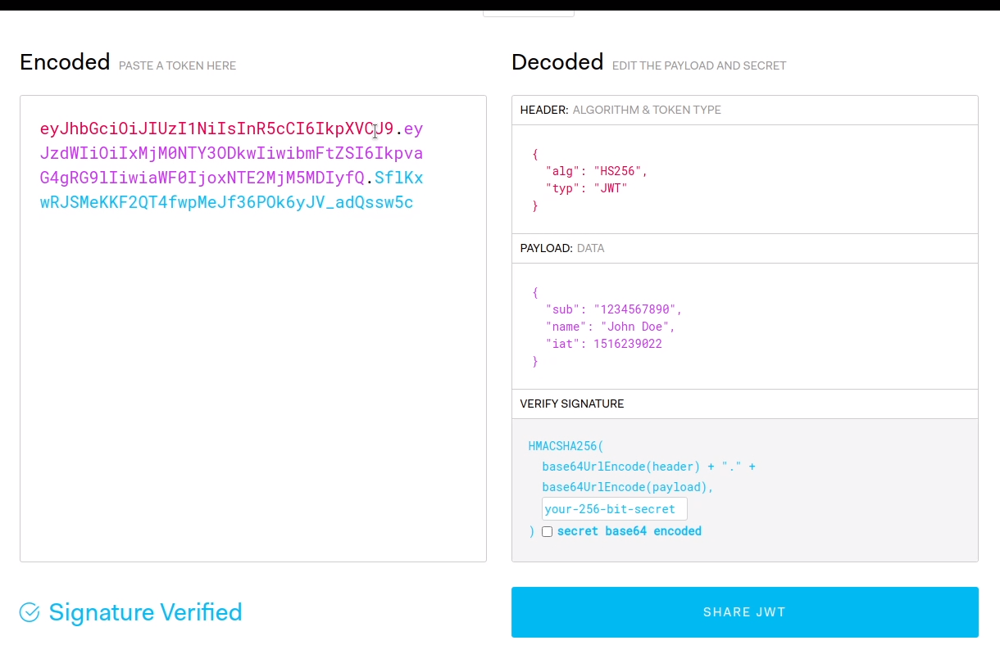 Encoded PASTE A TOKEN HERE
eyJhbGciOiJIUzI1NiIsInR5cCI6IkpXVCJ9.ey
JzdWIiOiIxMjM0NTY3ODkwIiwibmFtZSI6Ikpva
G4gRG9lIiwiaWF0IjoxNTE2MjM5MDIyfQ.SflKx
wRJSMeKKF2QT4fwpMeJf36POk6yJV_adQssw5c
Signature Verified
Decoded EDIT THE PAYLOAD AND SECRET
HEADER: ALGORITHM & TOKEN TYPE
{
"alg": "HS256",
"typ": "JWT"
}
PAYLOAD: DATA
{
"sub": "1234567890",
"name": "John Doe",
"iat": 1516239022
}
VERIFY SIGNATURE
HMACSHA256(
base64UrlEncode(header) + "." +
base64UrlEncode(payload),
your-256-bit-secret
) secret base64 encoded
SHARE JWT